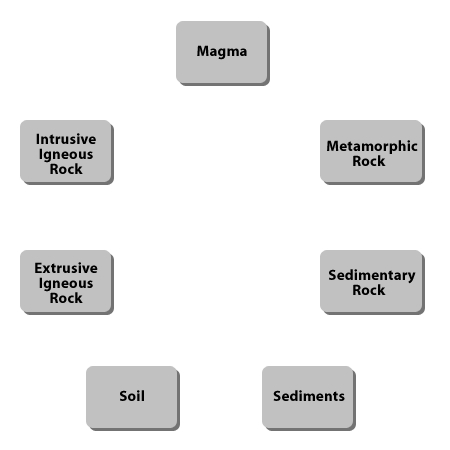 Magma
Intrusive
Igneous
Rock
Metamorphic
Rock
Extrusive
Igneous
Rock
Sedimentary
Rock
Soil
Sediments